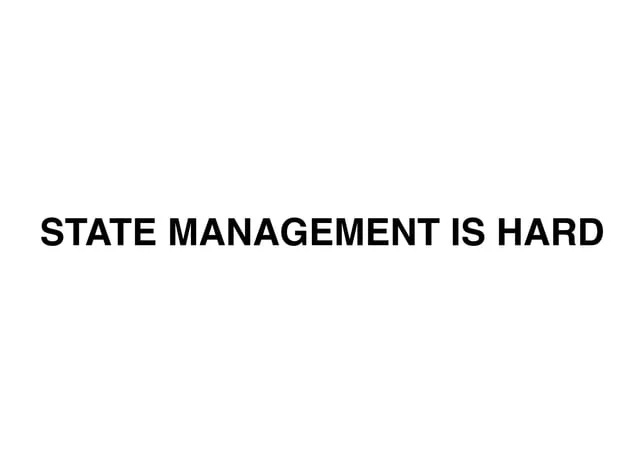 STATE MANAGEMENT IS HARD